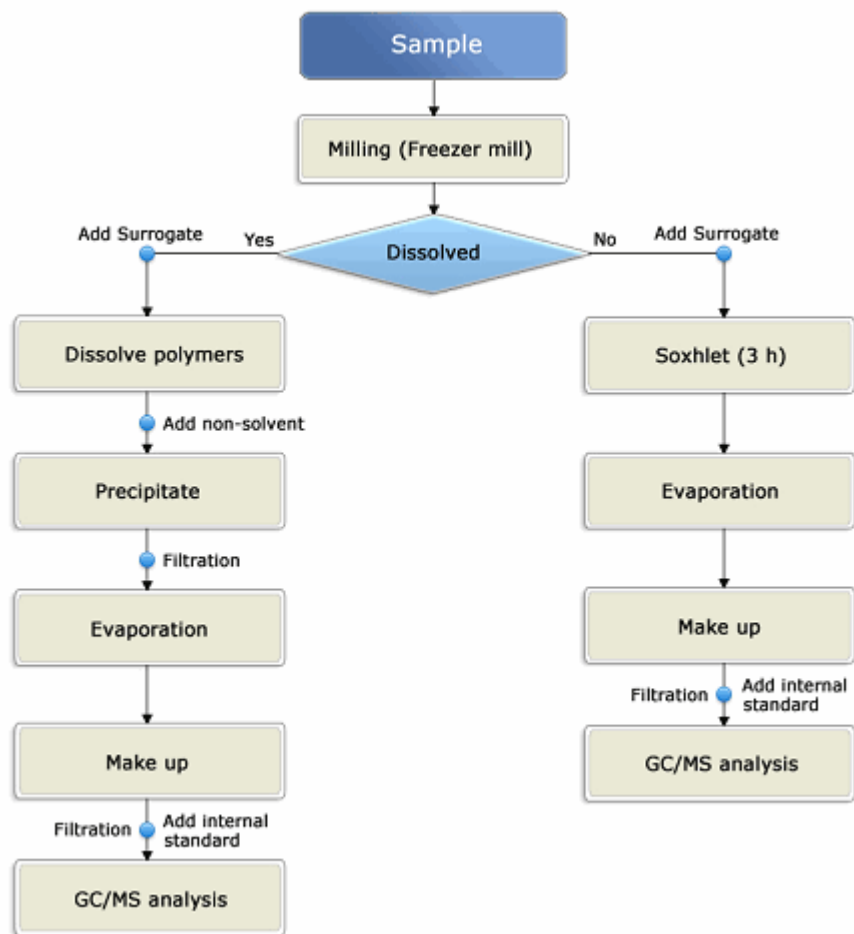 Sample
Milling (Freezer mill)
Add Surrogate
Yes
Dissolved
No
Add Surrogate
Dissolve polymers
Add non-solvent
Precipitate
Filtration
Evaporation
Make up
Filtration
Add internal
standard
GC/MS analysis
Soxhlet (3 h)
Evaporation
Make up
Filtration
Add internal
standard
GC/MS analysis